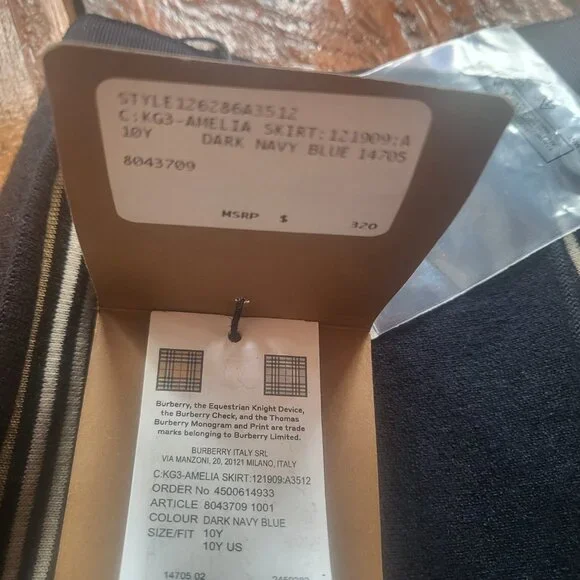 STYLE126286A3512
C:KG3-AMELIA SKIRT:121909:A
10Y DARK NAVY BLUE 14705
8043709
MSRP $ 320
Burberry, the Equestrian Knight Device,
the Burberry Check, and the Thomas
Burberry Monogram and Print are trade
marks belonging to Burberry Limited.
BURBERRY ITALY SRL
VIA MANZONI, 20, 20121 MILANO, ITALY
C:KG3-AMELIA SKIRT:121909:A3512
ORDER No 4500614933
ARTICLE 8043709 1001
COLOUR DARK NAVY BLUE
SIZE/FIT 10Y
10Y US
14705.02